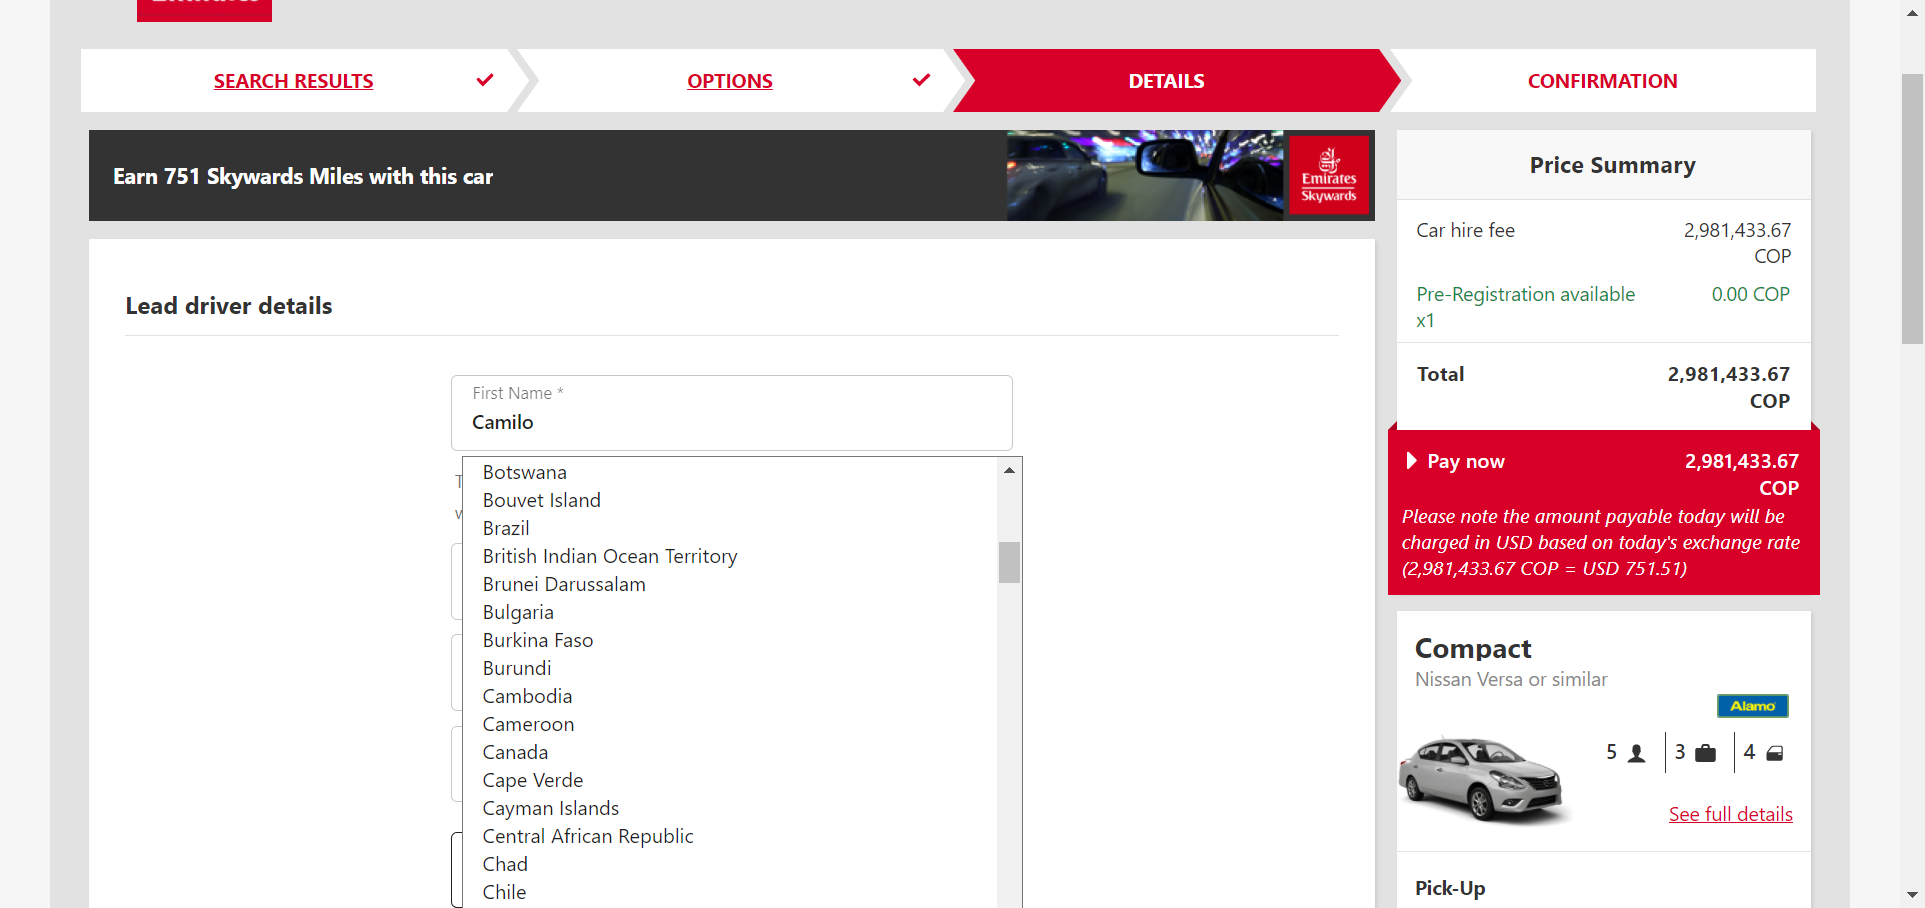 SEARCH RESULTS
OPTIONS
DETAILS
CONFIRMATION
Earn 751 Skywards Miles with this car
Emirates
Skywards
Lead driver details
First Name *
Camilo
Botswana
Bouvet Island
Brazil
British Indian Ocean Territory
Brunei Darussalam
Bulgaria
Burkina Faso
Burundi
Cambodia
Cameroon
Canada
Cape Verde
Cayman Islands
Central African Republic
Chad
Chile
Price Summary
Car hire fee
2,981,433.67
COP
Pre-Registration available
x1
0.00 COP
Total
2,981,433.67
COP
Pay now
2,981,433.67
COP
Please note the amount payable today will be
charged in USD based on today's exchange rate
(2,981,433.67 COP = USD 751.51)
Compact
Nissan Versa or similar
Alamo
5
3
4
See full details
Pick-Up